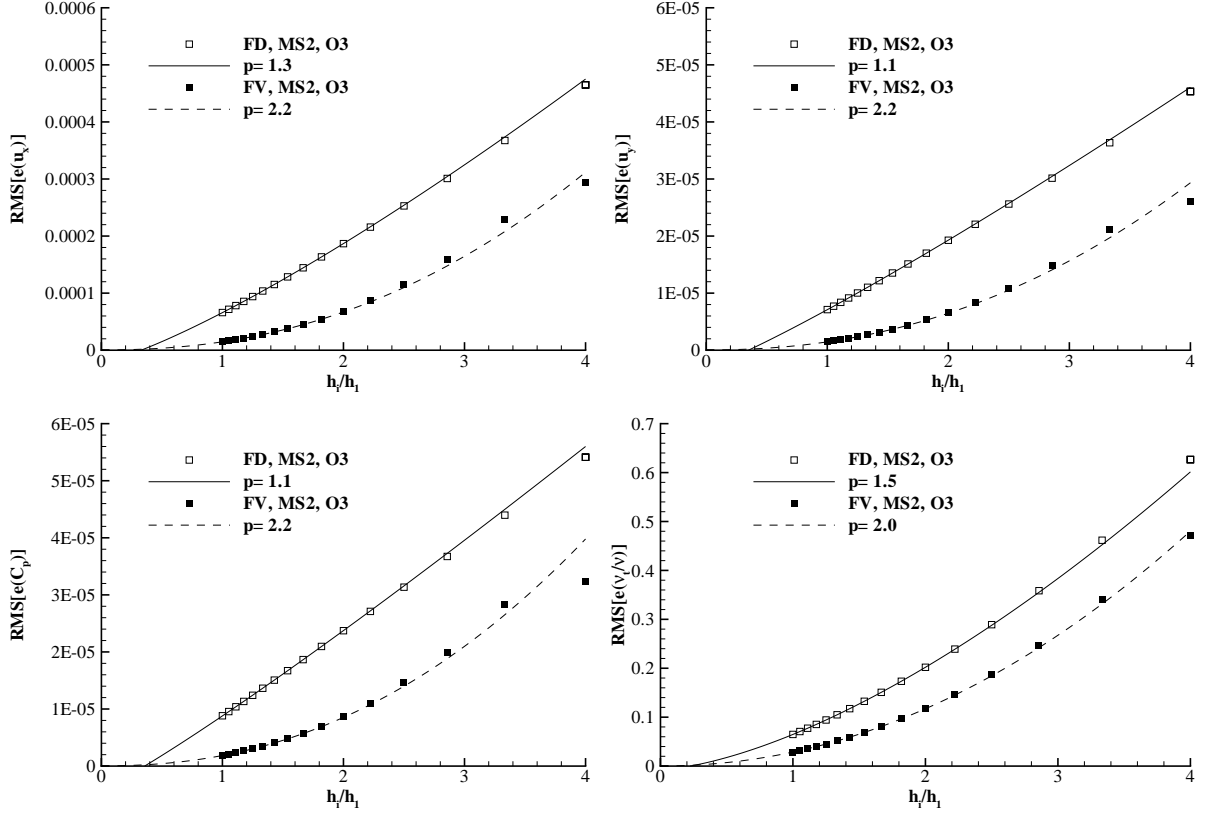 0.0006
0.0005
0.0004
0.0003
0.0002
0.0001
0
RMS[e(uₓ)]
FD, MS2, O3
p= 1.3
FV, MS2, O3
p= 2.2
0 1 2 3 4
hᵢ/h₁
6E-05
5E-05
4E-05
3E-05
2E-05
1E-05
0
RMS[e(u_y)]
FD, MS2, O3
p= 1.1
FV, MS2, O3
p= 2.2
0 1 2 3 4
hᵢ/h₁
6E-05
5E-05
4E-05
3E-05
2E-05
1E-05
0
RMS[e(Cₚ)]
FD, MS2, O3
p= 1.1
FV, MS2, O3
p= 2.2
0 1 2 3 4
hᵢ/h₁
0.7
0.6
0.5
0.4
0.3
0.2
0.1
0
RMS[e(νₜ/ν)]
FD, MS2, O3
p= 1.5
FV, MS2, O3
p= 2.0
0 1 2 3 4
hᵢ/h₁